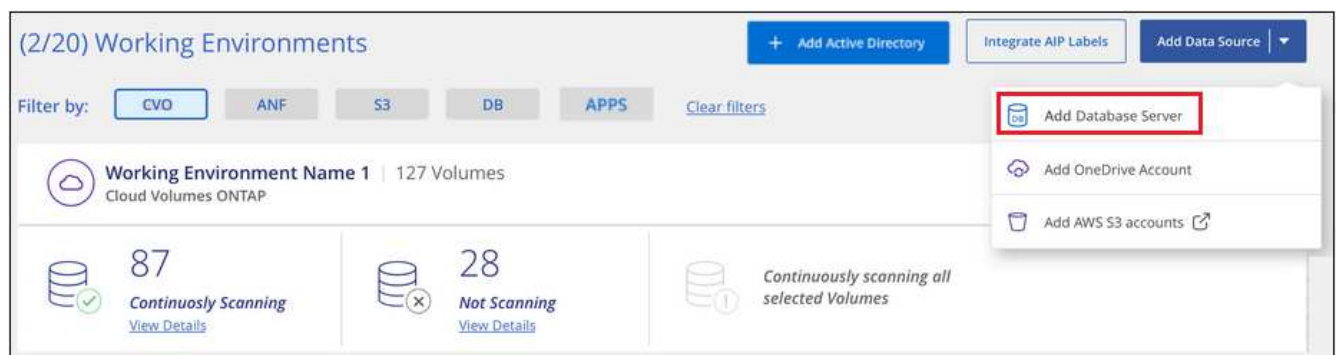 (2/20) Working Environments
+ Add Active Directory
Integrate AIP Labels
Add Data Source
Filter by:
CVO
ANF
S3
DB
APPS
Clear filters
DB
Add Database Server
Add OneDrive Account
Add AWS S3 accounts
Working Environment Name 1 | 127 Volumes
Cloud Volumes ONTAP
87
Continuosly Scanning
View Details
28
Not Scanning
View Details
Continuously scanning all
selected Volumes